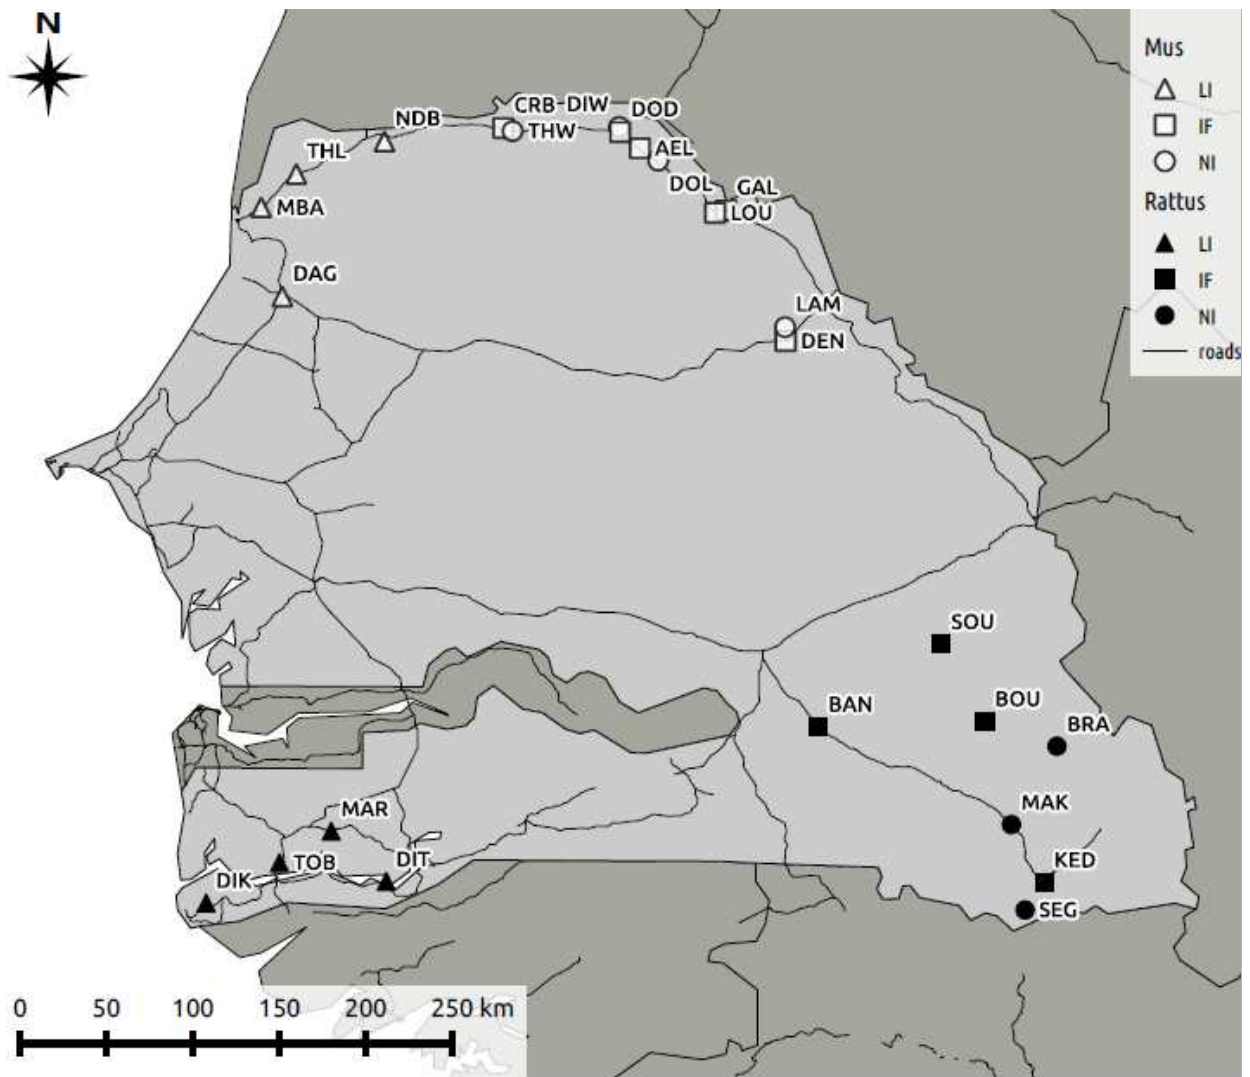 N
Mus
LI
IF
NI
Rattus
LI
IF
NI
roads
CRB DIW DOD
NDB THW
THL AEL
DOL GAL
MBA LOU
DAG
LAM
DEN
SOU
BAN BOU
BRA
MAR MAK
TOB DIT KED
DIK
SEG
0 50 100 150 200 250 km